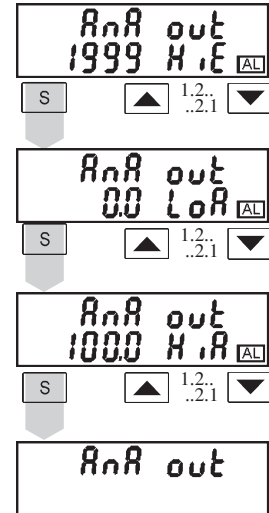 AnA out
1999 HiE AL
S 1.2..
..2.1
AnA out
0.0 LoA AL
S 1.2..
..2.1
AnA out
100.0 HiA AL
S 1.2..
..2.1
AnA out